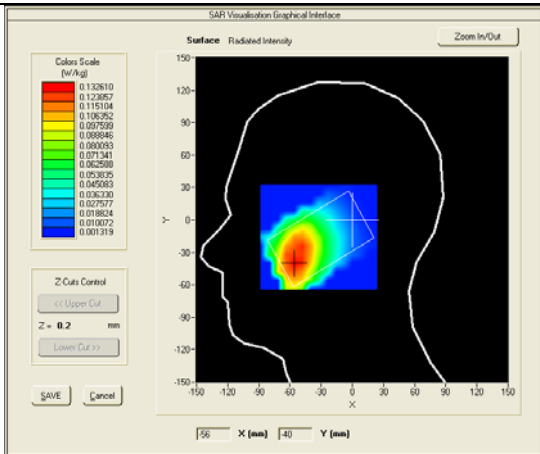 SAR Visualisation Graphical Interface
Surface Radiated Intensity
Zoom In/Out
Colors Scale
(W/kg)
0.132610
0.123857
0.115104
0.106352
0.097599
0.088846
0.080093
0.071341
0.062588
0.053835
0.045083
0.036330
0.027577
0.018824
0.010072
0.001319
Z Cuts Control
<< Upper Cut
Z = 0.2 mm
Lower Cut >>
SAVE Cancel
150
120
90
60
30
0
-30
-60
-90
-120
-150
Y
-150 -120 -90 -60 -30 0 30 60 90 120 150
X
-56 X (mm) -40 Y (mm)